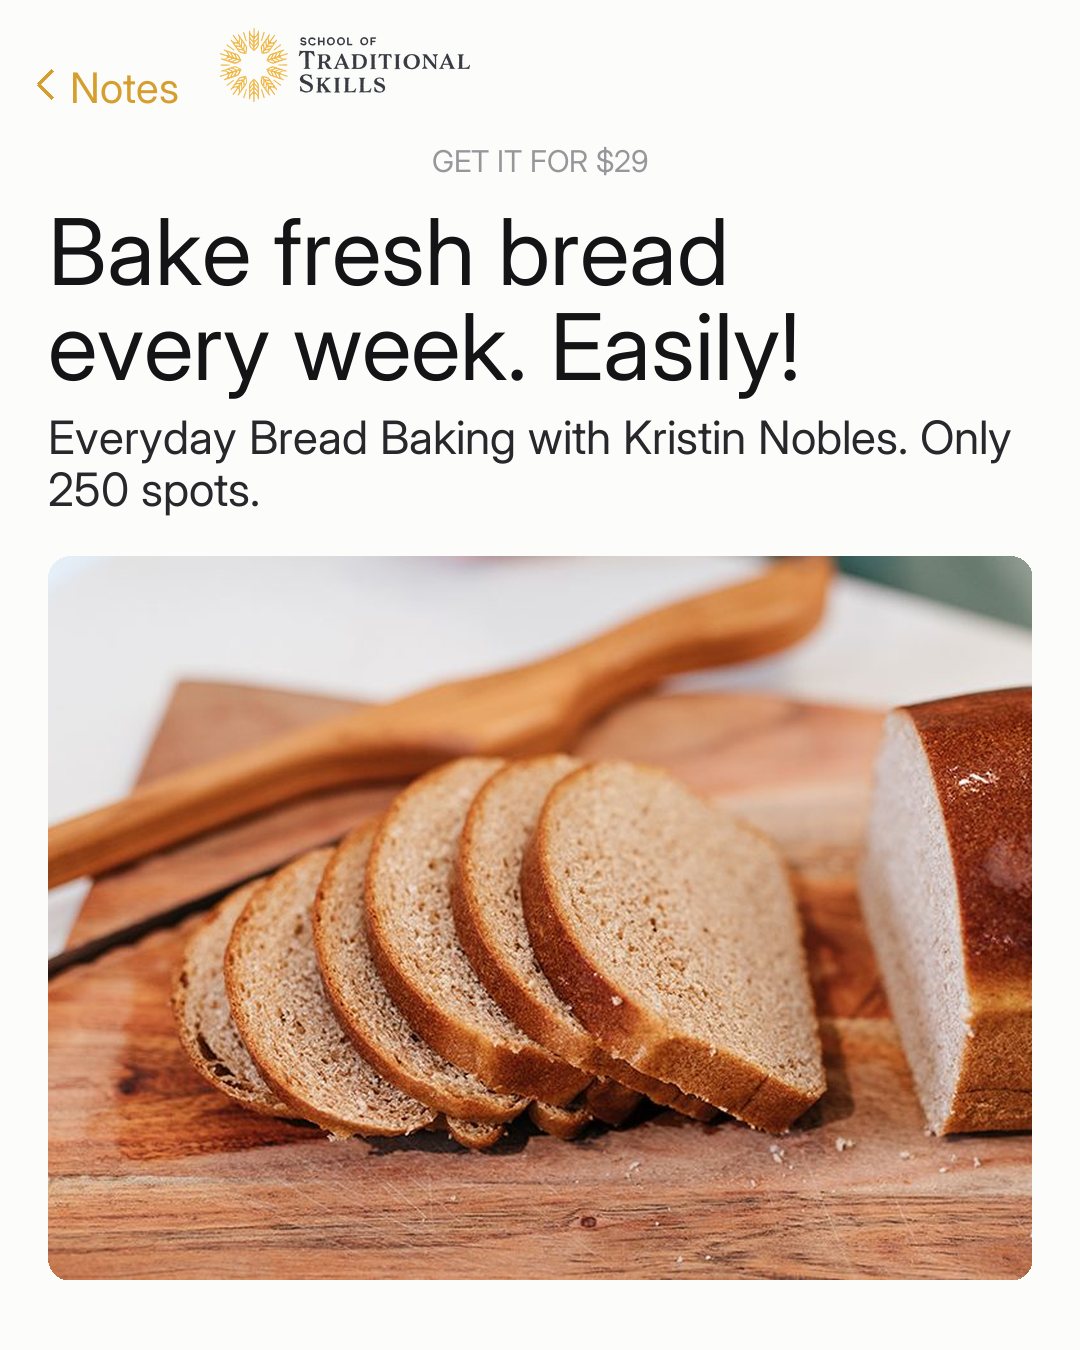 Notes
SCHOOL OF
TRADITIONAL
SKILLS
GET IT FOR $29
Bake fresh bread
every week. Easily!
Everyday Bread Baking with Kristin Nobles. Only
250 spots.